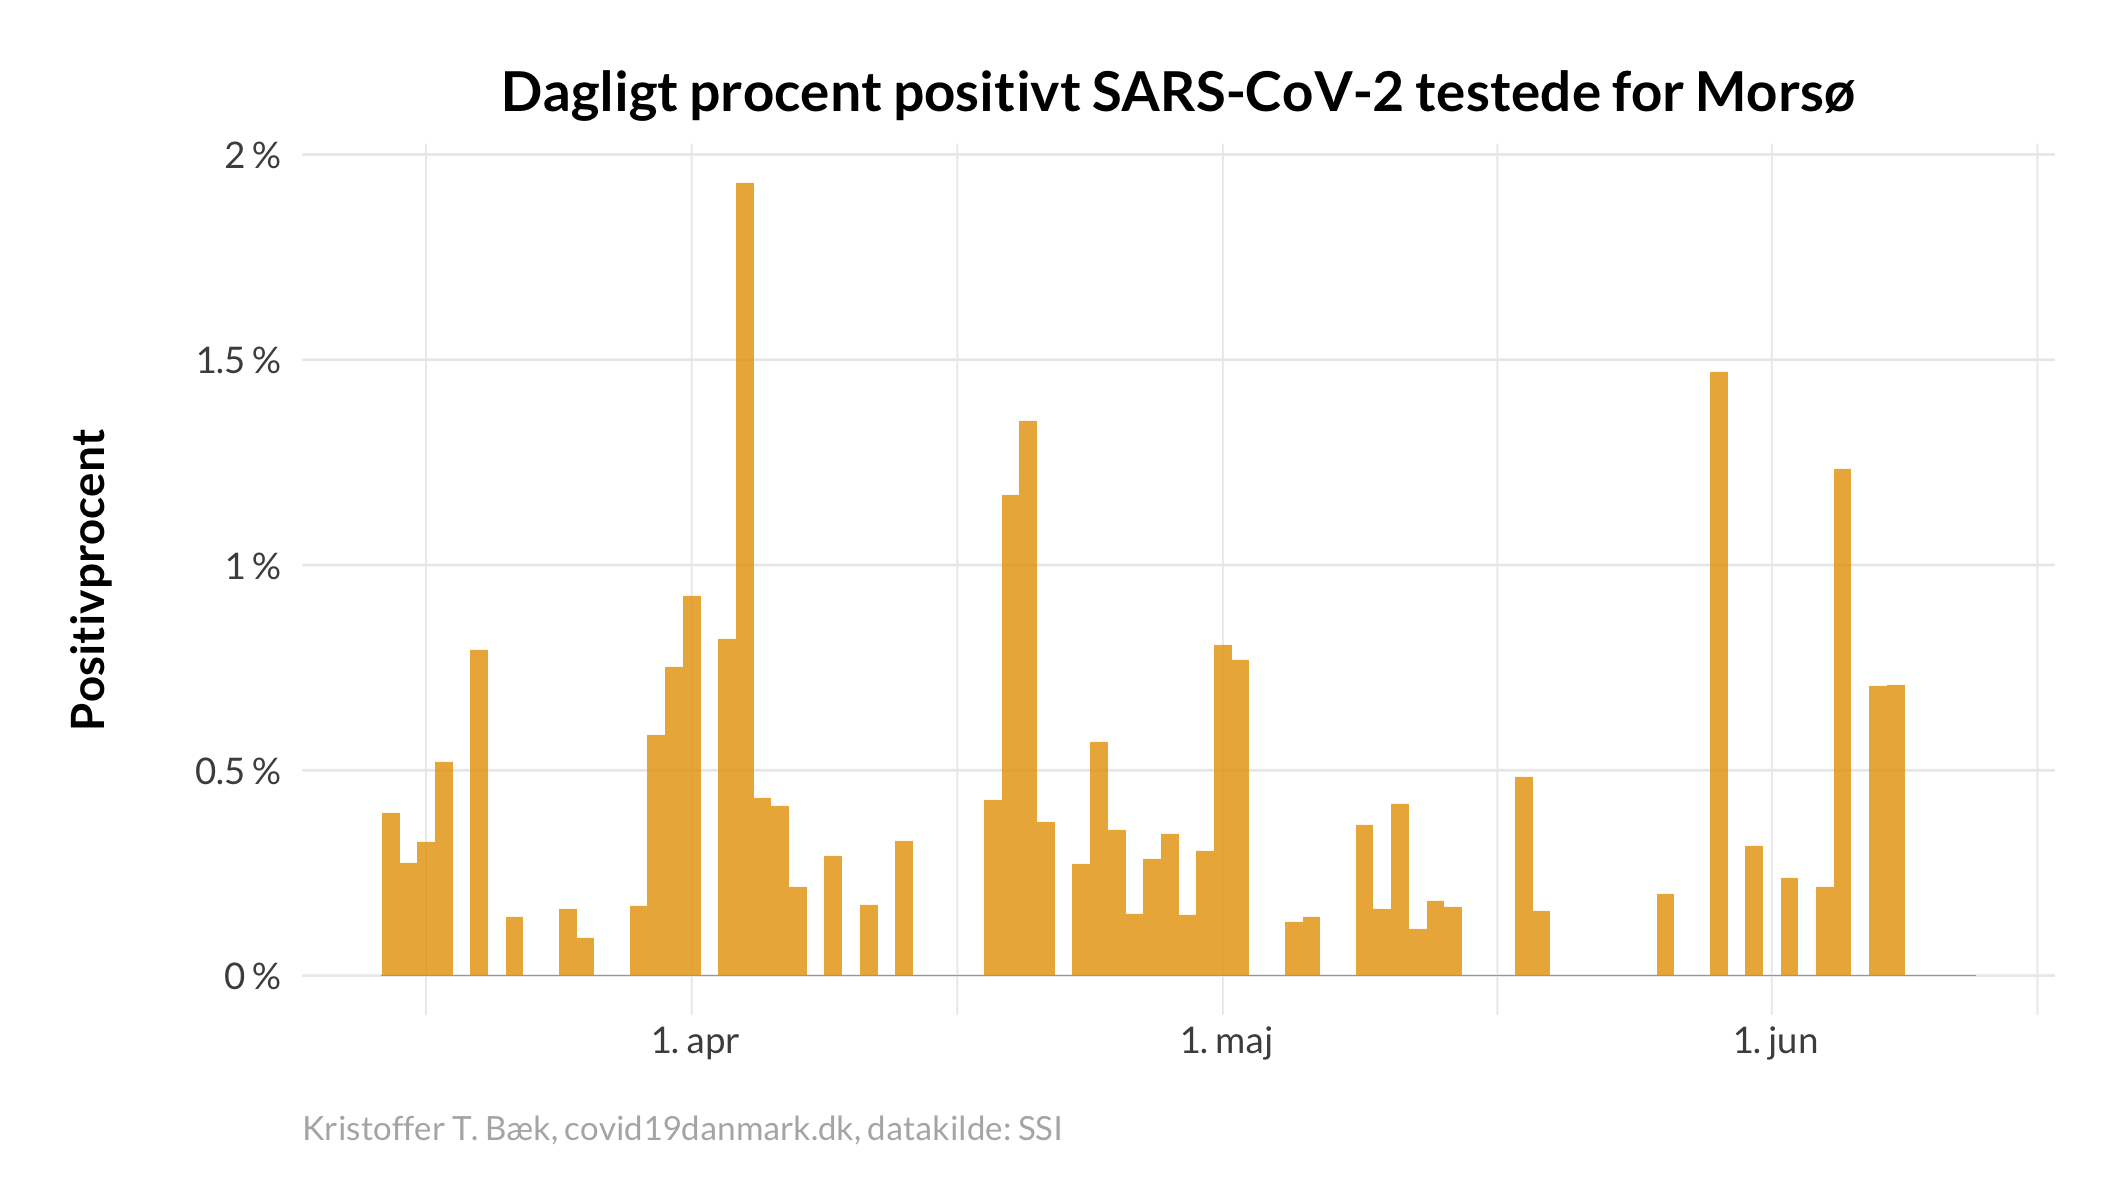 Dagligt procent positivt SARS-CoV-2 testede for Morsø
2 %
1.5 %
1 %
0.5 %
0 %
Positivprocent
1. apr
1. maj
1. jun
Kristoffer T. Bæk, covid19danmark.dk, datakilde: SSI